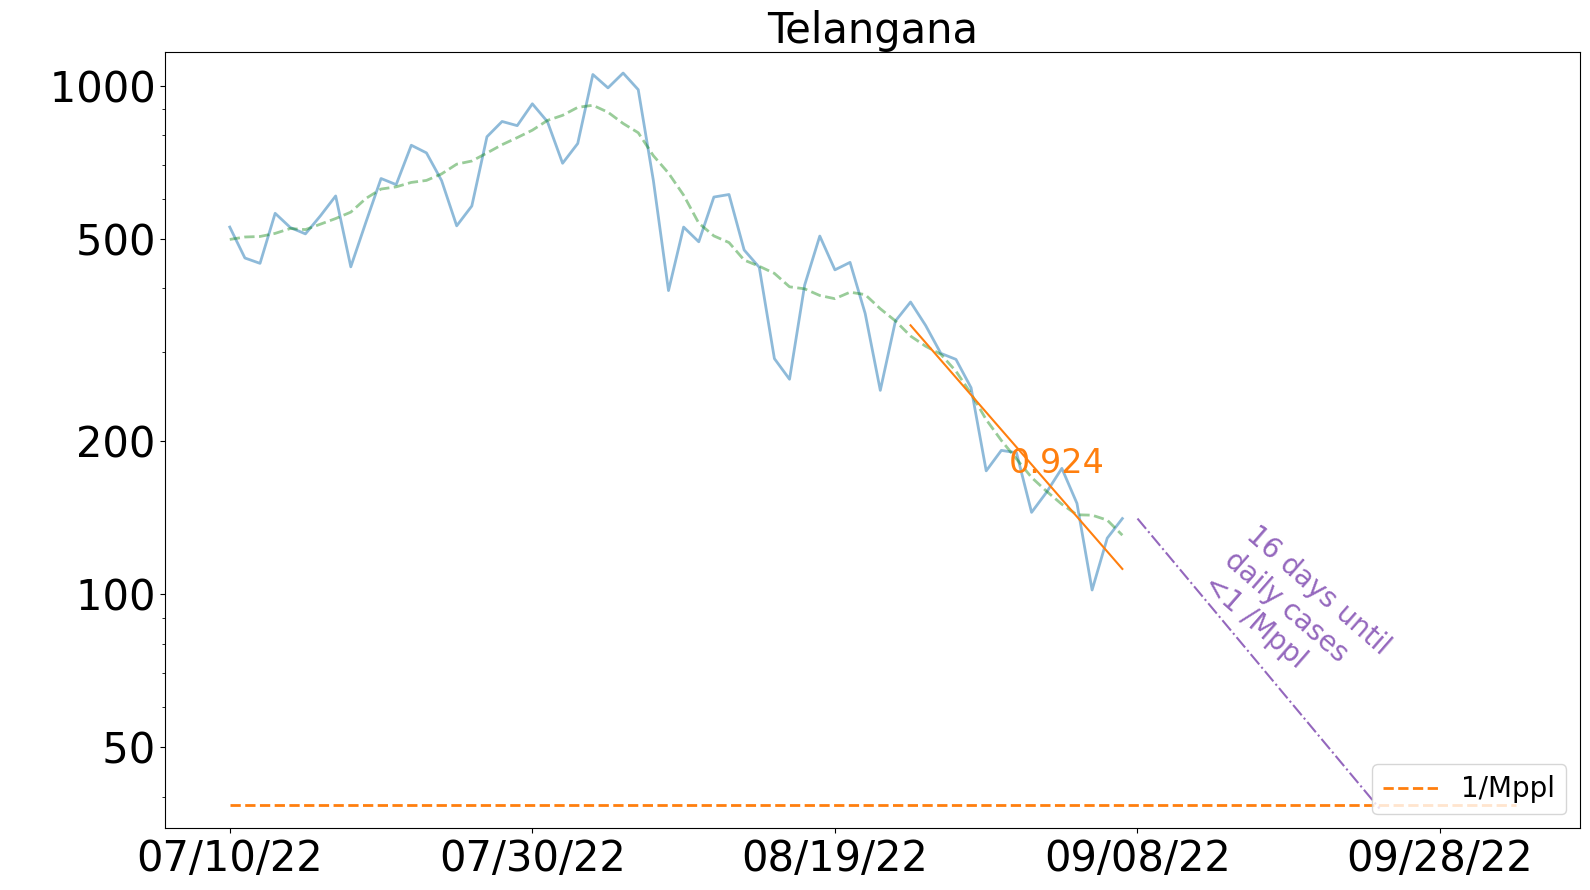 Telangana
1000
500
200
100
50
0.924
16 days until
daily cases
<1 /Mppl
1/Mppl
07/10/22
07/30/22
08/19/22
09/08/22
09/28/22